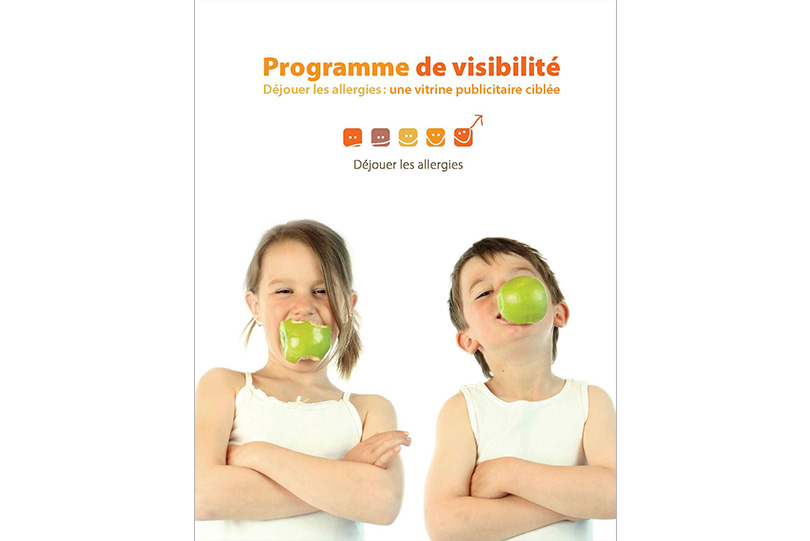 Programme de visibilité
Déjouer les allergies : une vitrine publicitaire ciblée
Déjouer les allergies